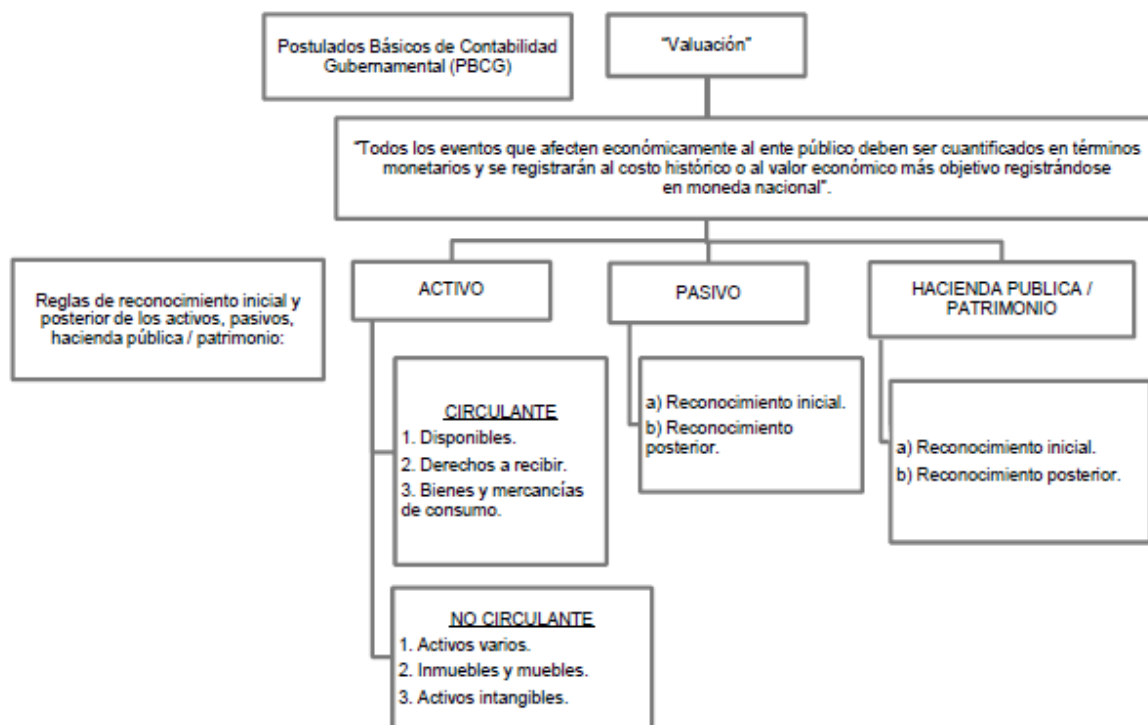 Postulados Básicos de Contabilidad
Gubernamental (PBCG)
"Valuación"
"Todos los eventos que afecten económicamente al ente público deben ser cuantificados en términos
monetarios y se registrarán al costo histórico o al valor económico más objetivo registrándose
en moneda nacional".
Reglas de reconocimiento inicial y
posterior de los activos, pasivos,
hacienda pública / patrimonio:
ACTIVO
CIRCULANTE
1. Disponibles.
2. Derechos a recibir.
3. Bienes y mercancías
de consumo.
NO CIRCULANTE
1. Activos varios.
2. Inmuebles y muebles.
3. Activos intangibles.
PASIVO
a) Reconocimiento inicial.
b) Reconocimiento
posterior.
HACIENDA PUBLICA /
PATRIMONIO
a) Reconocimiento inicial.
b) Reconocimiento posterior.